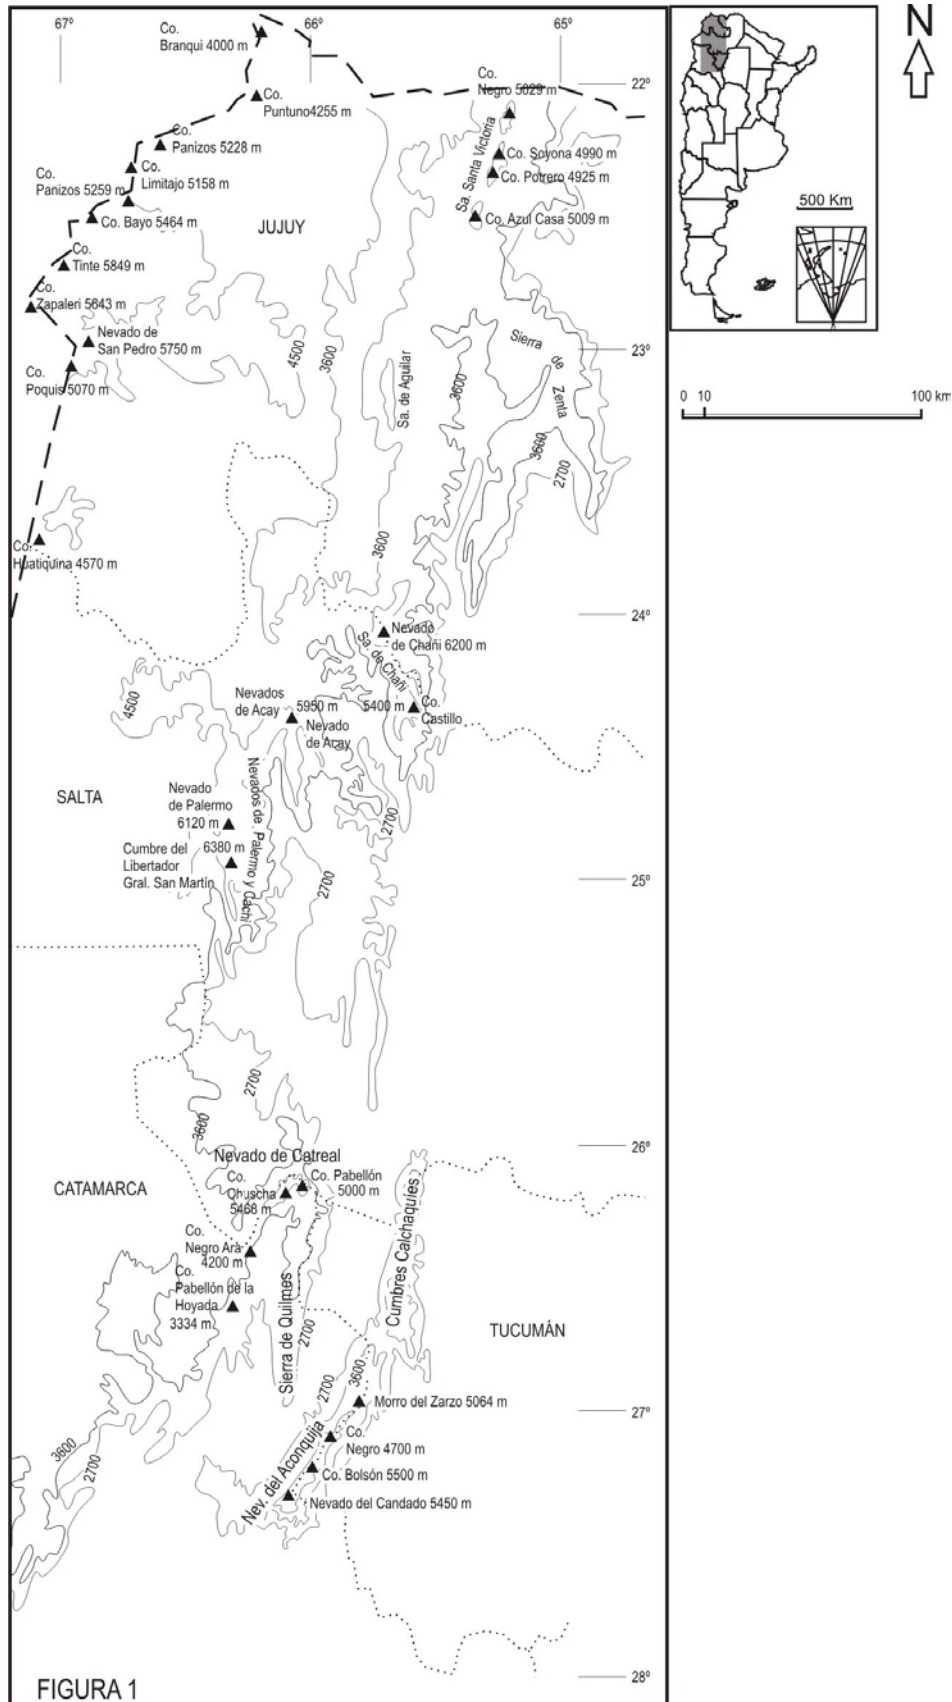 67º
66º
65º
Co.
Branqui 4000 m
N
22º
Co.
Puntuno4255 m
Co.
Negro 5029 m
Co.
Panizos 5228 m
Sa. Santa Victoria
Co. Soyona 4990 m
Co. Potrero 4925 m
Co.
Limitajo 5158 m
Co.
Panizos 5259 m
Co. Bayo 5464 m
Co. Azul Casa 5009 m
500 Km
JUJUY
Co.
Tinte 5849 m
Co.
Zapaleri 5643 m
Nevado de
San Pedro 5750 m
Co.
Poquis 5070 m
4500
3600
Sa. de Aguilar
3600
Sierra
de
Zenta
23º
0 10 100 km
3600
2700
3600
Co.
Huatiquina 4570 m
24º
Nevado
de Chañi 6200 m
Sa. de Chañi
4500
Nevados
de Acay
5950 m
Nevado
de Acay
5400 m
Co.
Castillo
SALTA
Nevado
de Palermo
6120 m
Nevados de Palermo y Cachi
2700
Cumbre del
Libertador
Gral. San Martín
6380 m
2700
25º
2700
3600
26º
Nevado de Catreal
Co. Pabellón
5000 m
CATAMARCA
Co.
Chuscha
5468 m
Cumbres Calchaquies
Co.
Negro Ara
4200 m
Co.
Pabellón de la
Hoyada
3334 m
Sierra de Quilmes
2700
TUCUMÁN
2700
3600
Morro del Zarzo 5064 m
27º
3600
2700
Nev. del Aconquija
Co.
Negro 4700 m
Co. Bolsón 5500 m
Nevado del Candado 5450 m
28º
FIGURA 1